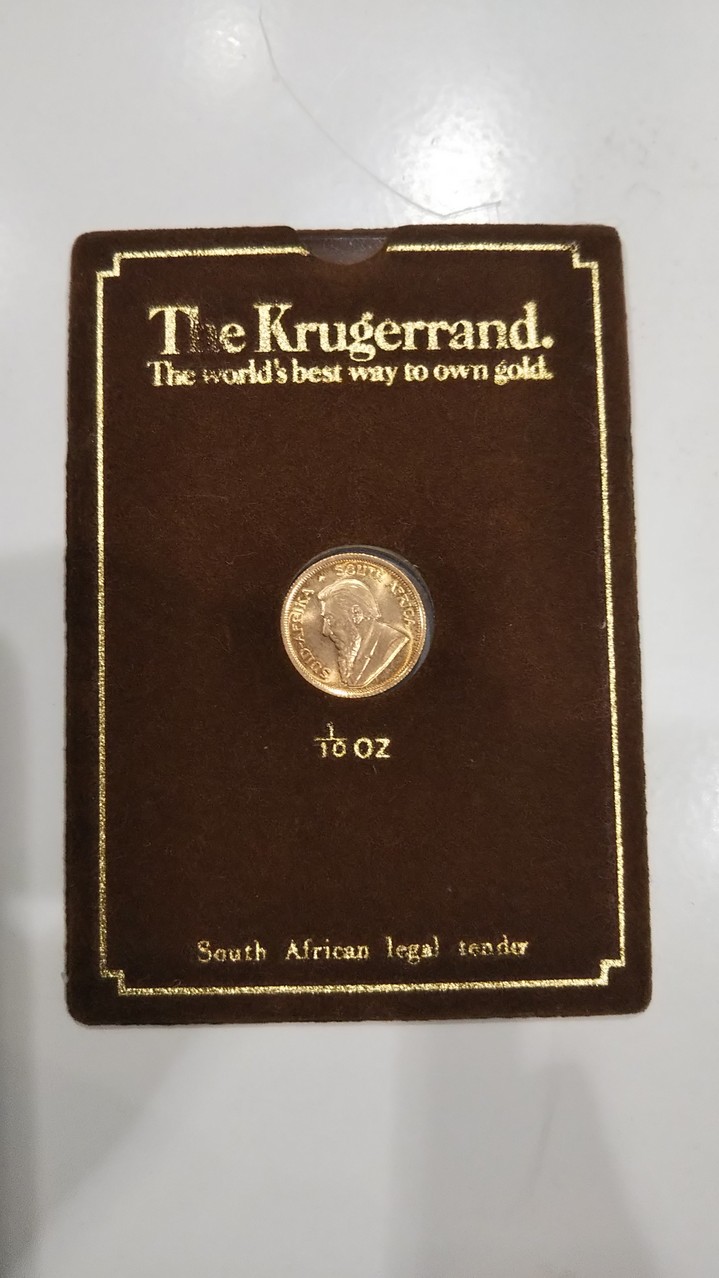 The Krugerrand.
The world's best way to own gold.
SUID-AFRIKA • SOUTH AFRICA
1/10 OZ
South African legal tender